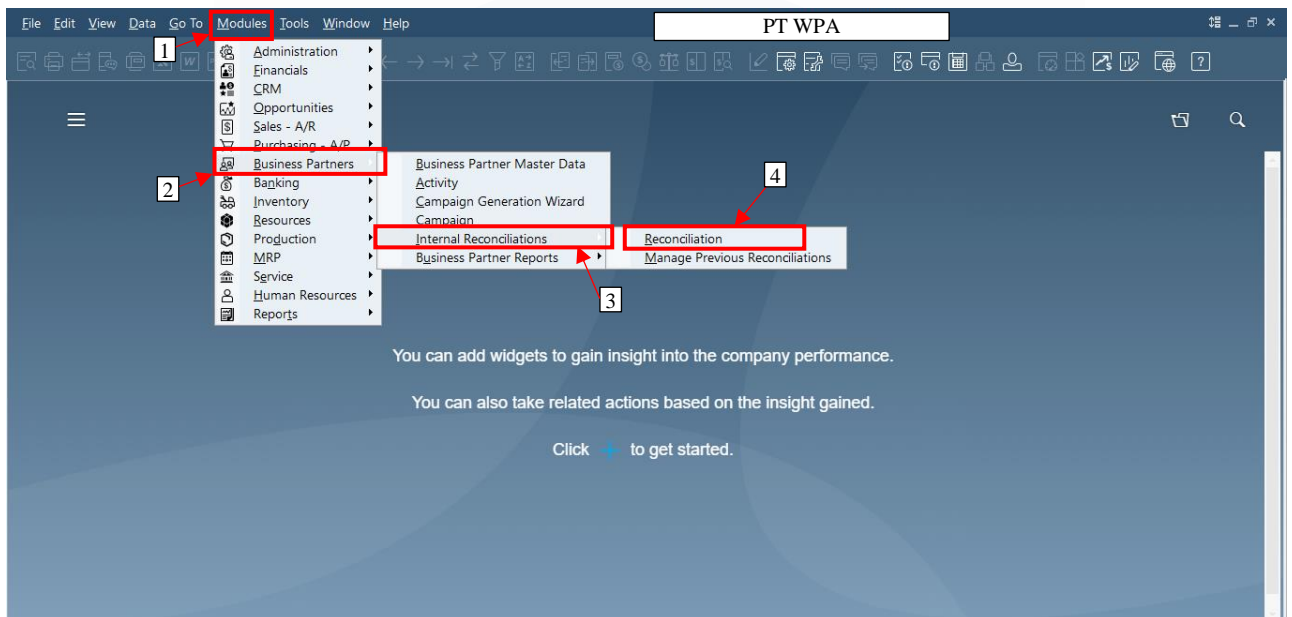 File Edit View Data Go To Modules Tools Window Help
PT WPA
1
Administration
Financials
CRM
Opportunities
Sales - A/R
Purchasing - A/P
Business Partners
Banking
Inventory
Resources
Production
MRP
Service
Human Resources
Reports
2
Business Partner Master Data
Activity
Campaign Generation Wizard
Campaign
Internal Reconciliations
Business Partner Reports
3
4
Reconciliation
Manage Previous Reconciliations
You can add widgets to gain insight into the company performance.
You can also take related actions based on the insight gained.
Click + to get started.